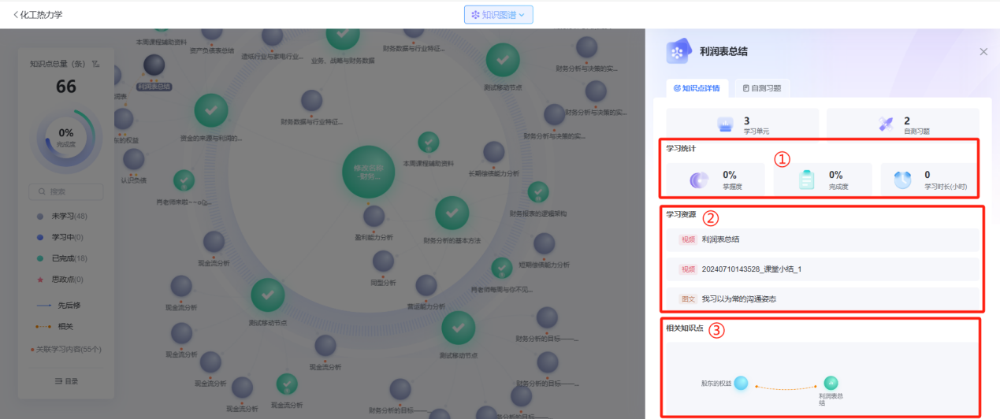 化工热力学
知识图谱
知识点总量（条）
66
0%
完成度
搜索
未学习(48)
学习中(0)
已完成(18)
思政点(0)
先后修
相关
关联学习内容(55个)
目录
本周课程辅助资料
资产负债表总结
造纸行业与家电行业...
业务、战略与财务数据
财务数据与行业特征...
利润表总结
润表
测试移动节点
财务分析与决策的实...
财务数据与行业特征...
财务分析与决策的实...
东的权益
资金的来源与利润的...
财务分析与决策的实...
修改名称
-财务...
本周课程辅助资料
长期偿债能力分析
认识负债
财务报表的逻辑架构
盈利能力分析
财务分析的基本方法
现金流分析
短期偿债能力分析
同型分析
月老师每周与你不见...
现金流分析
营运能力分析
测试移动节点
财务分析的目标——...
现金流分析
测试移动节点
现金流分析
现金流分析
财务分析的目标——...
现金流分析
现金流分析
财务分析的目标——...
财务分析的目标——...
利润表总结
知识点详情
自测习题
3
学习单元
2
自测习题
学习统计
①
0%
掌握度
0%
完成度
0
学习时长(小时)
学习资源
②
视频 利润表总结
视频 20240710143528_课堂小结_1
图文 我习以为常的沟通姿态
相关知识点
③
股东的权益
利润表总
结